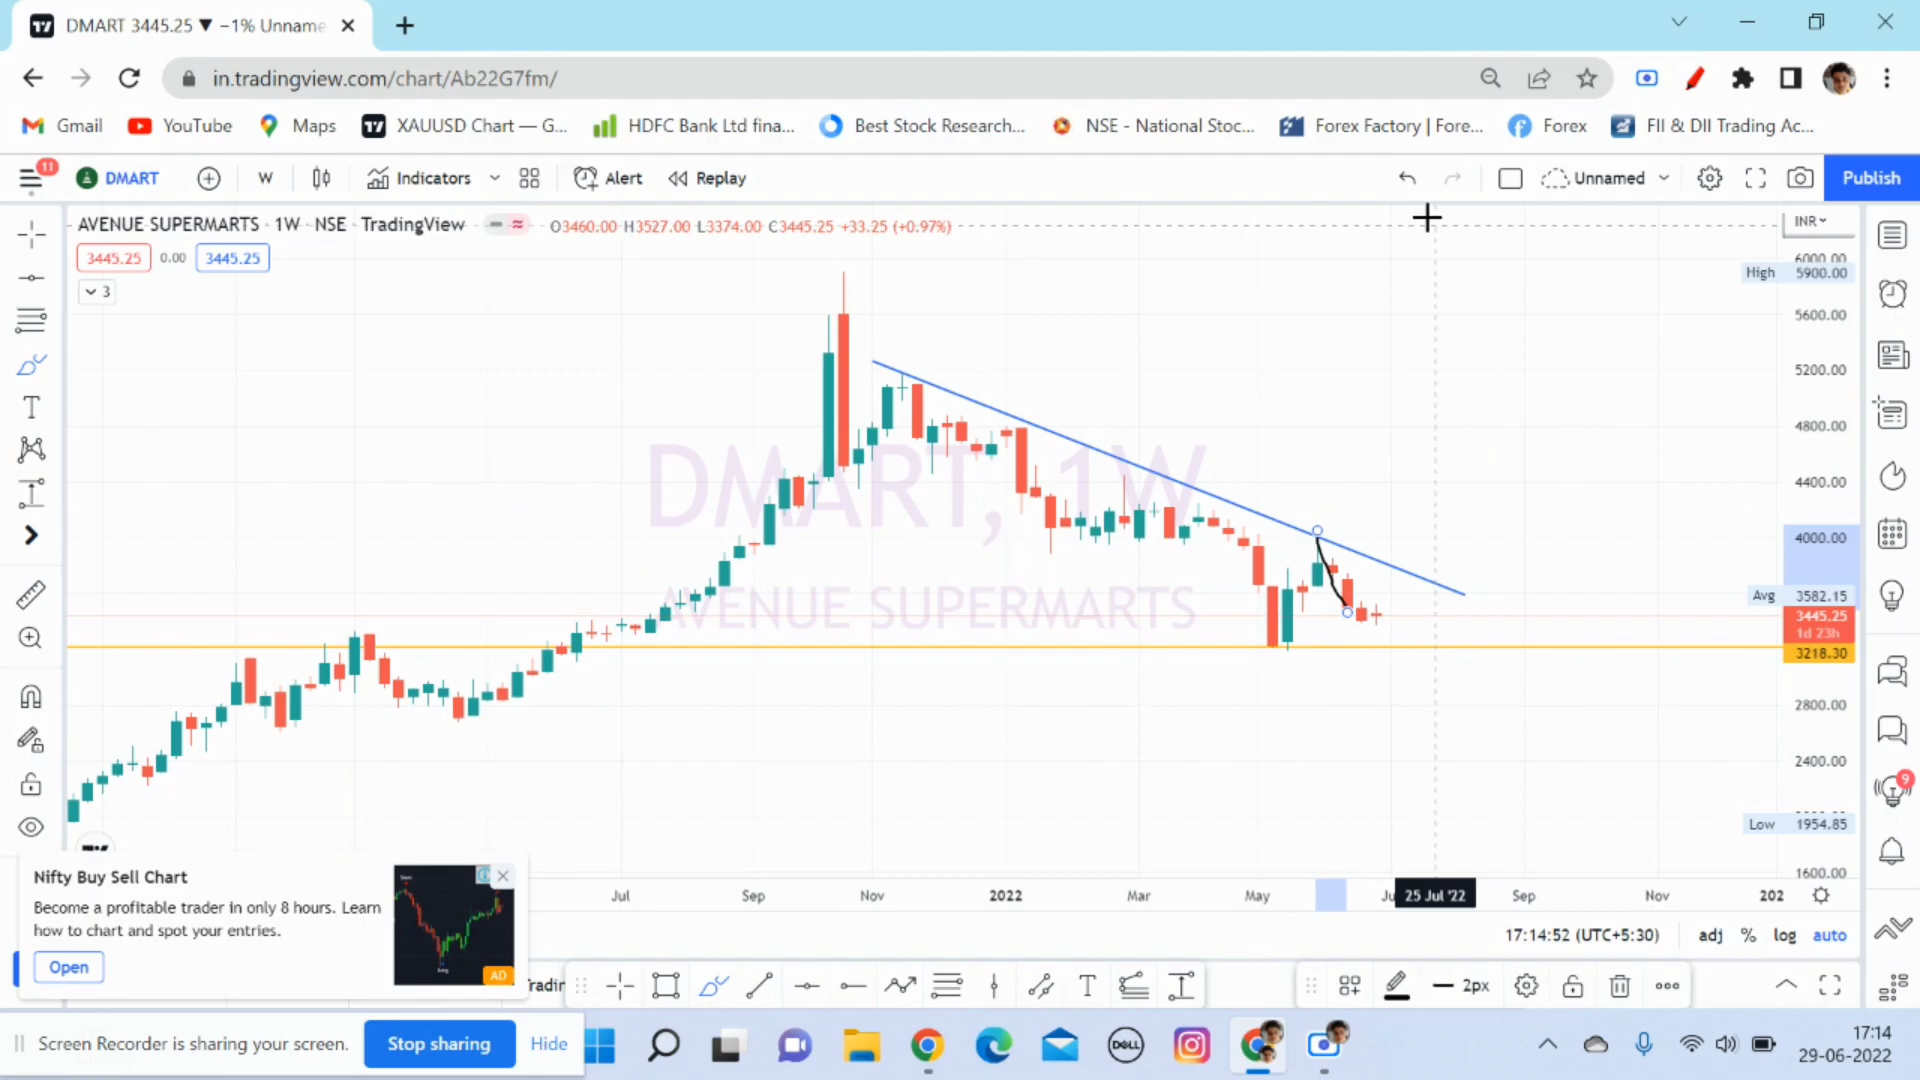 DMART 3445.25 ▼ −1% Unname
in.tradingview.com/chart/Ab22G7fm/
Gmail YouTube Maps XAUUSD Chart — G... HDFC Bank Ltd fina... Best Stock Research... NSE - National Stoc... Forex Factory | Fore... Forex FII & DII Trading Ac...
11 DMART W Indicators Alert Replay Unnamed Publish
AVENUE SUPERMARTS · 1W · NSE · TradingView O3460.00 H3527.00 L3374.00 C3445.25 +33.25 (+0.97%) INR
3445.25 0.00 3445.25
3
6000.00
High 5900.00
5600.00
5200.00
4800.00
4400.00
4000.00
Avg 3582.15
3445.25
1d 23h
3218.30
2800.00
2400.00
Low 1954.85
1600.00
DMART, 1W
AVENUE SUPERMARTS
9
Jul Sep Nov 2022 Mar May 25 Jul '22 Sep Nov 202
Nifty Buy Sell Chart
Become a profitable trader in only 8 hours. Learn
how to chart and spot your entries.
Open
AD
17:14:52 (UTC+5:30) adj % log auto
2px
Screen Recorder is sharing your screen. Stop sharing Hide
DELL
17:14
29-06-2022